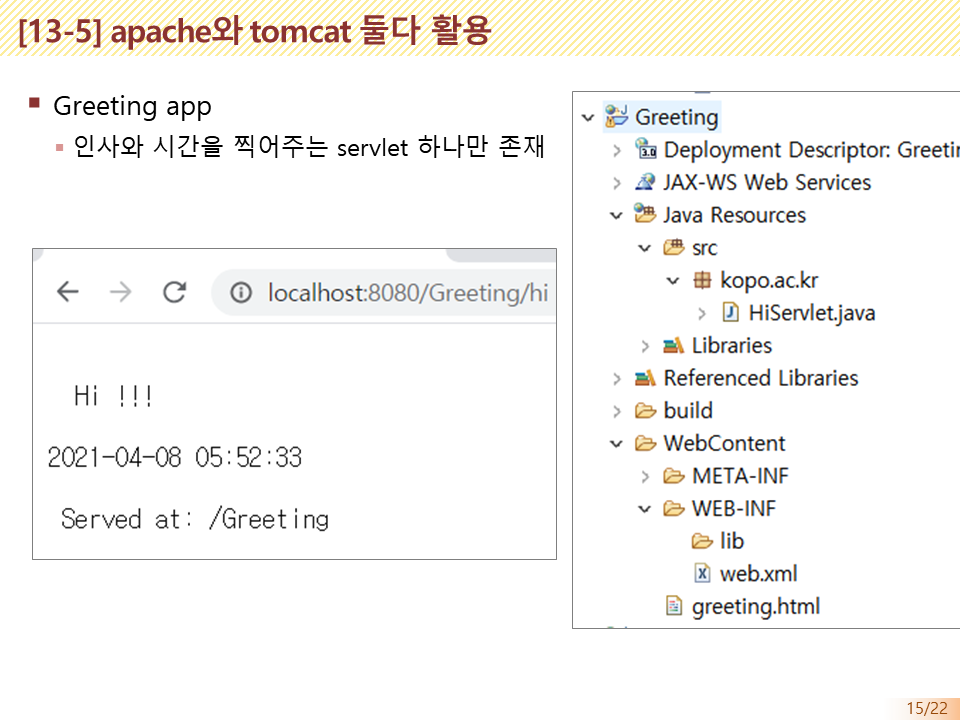 [13-5] apache와 tomcat 둘다 활용
Greeting app
인사와 시간을 찍어주는 servlet 하나만 존재
localhost:8080/Greeting/hi
Hi !!!
2021-04-08 05:52:33
Served at: /Greeting
Greeting
3.0
Deployment Descriptor: Greetin
JAX-WS Web Services
Java Resources
src
kopo.ac.kr
HiServlet.java
Libraries
Referenced Libraries
build
WebContent
META-INF
WEB-INF
lib
web.xml
greeting.html
15/22